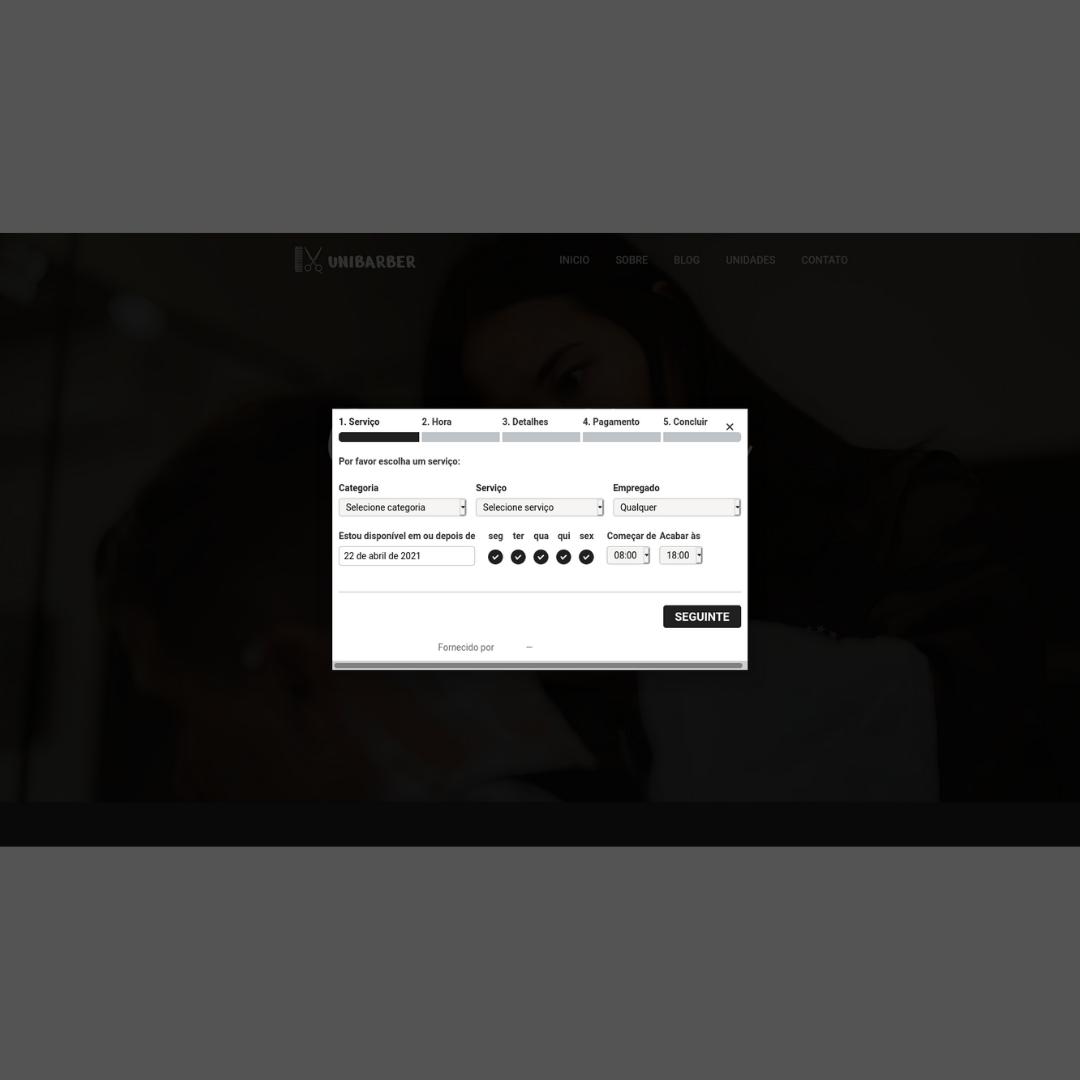 UNIBARBER
INICIO SOBRE BLOG UNIDADES CONTATO
1. Serviço 2. Hora 3. Detalhes 4. Pagamento 5. Concluir ×
Por favor escolha um serviço:
Categoria Serviço Empregado
Selecione categoria Selecione serviço Qualquer
Estou disponível em ou depois de seg ter qua qui sex Começar de Acabar às
22 de abril de 2021 08:00 18:00
SEGUINTE
Fornecido por –